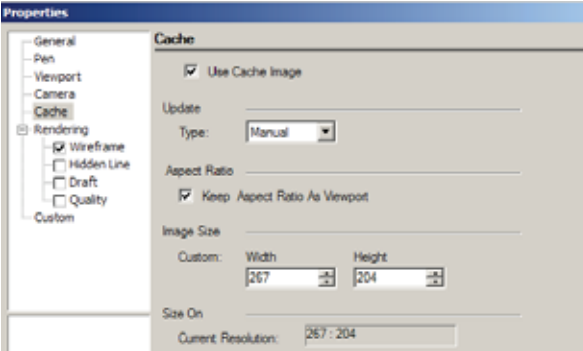 Properties
General
Pen
Viewport
Camera
Cache
Rendering
Wireframe
Hidden Line
Draft
Quality
Custom
Cache
Use Cache Image
Update
Type: Manual
Aspect Ratio
Keep Aspect Ratio As Viewport
Image Size
Custom: Width Height
267 204
Size On
Current Resolution: 267 : 204